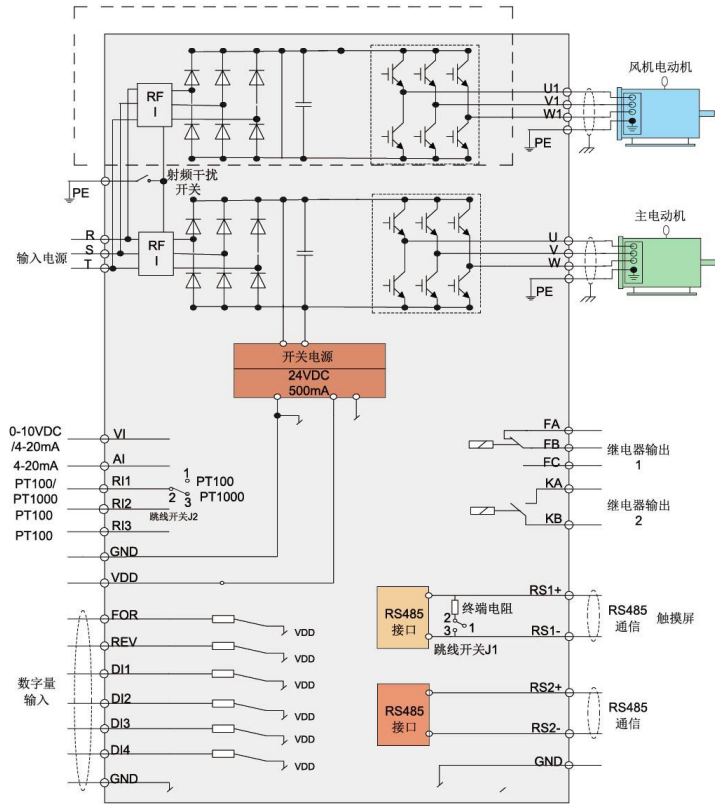 风机电动机
U1
V1
W1
RF
I
PE
射频干扰
开关
PE
主电动机
R
S
T
输入电源
RF
I
U
V
W
PE
开关电源
24VDC
500mA
0-10VDC
/4-20mA
VI
4-20mA
AI
PT100/
PT1000
RI1
1
PT100
2
3
PT1000
跳线开关J2
PT100
RI2
PT100
RI3
GND
VDD
FA
FB
FC
继电器输出
1
KA
KB
继电器输出
2
RS485
接口
RS1+
终端电阻
2
3
1
RS1-
跳线开关J1
RS485
通信
触摸屏
数字量
输入
FOR
VDD
REV
VDD
DI1
VDD
DI2
VDD
DI3
VDD
DI4
VDD
GND
RS485
接口
RS2+
RS2-
RS485
通信
GND